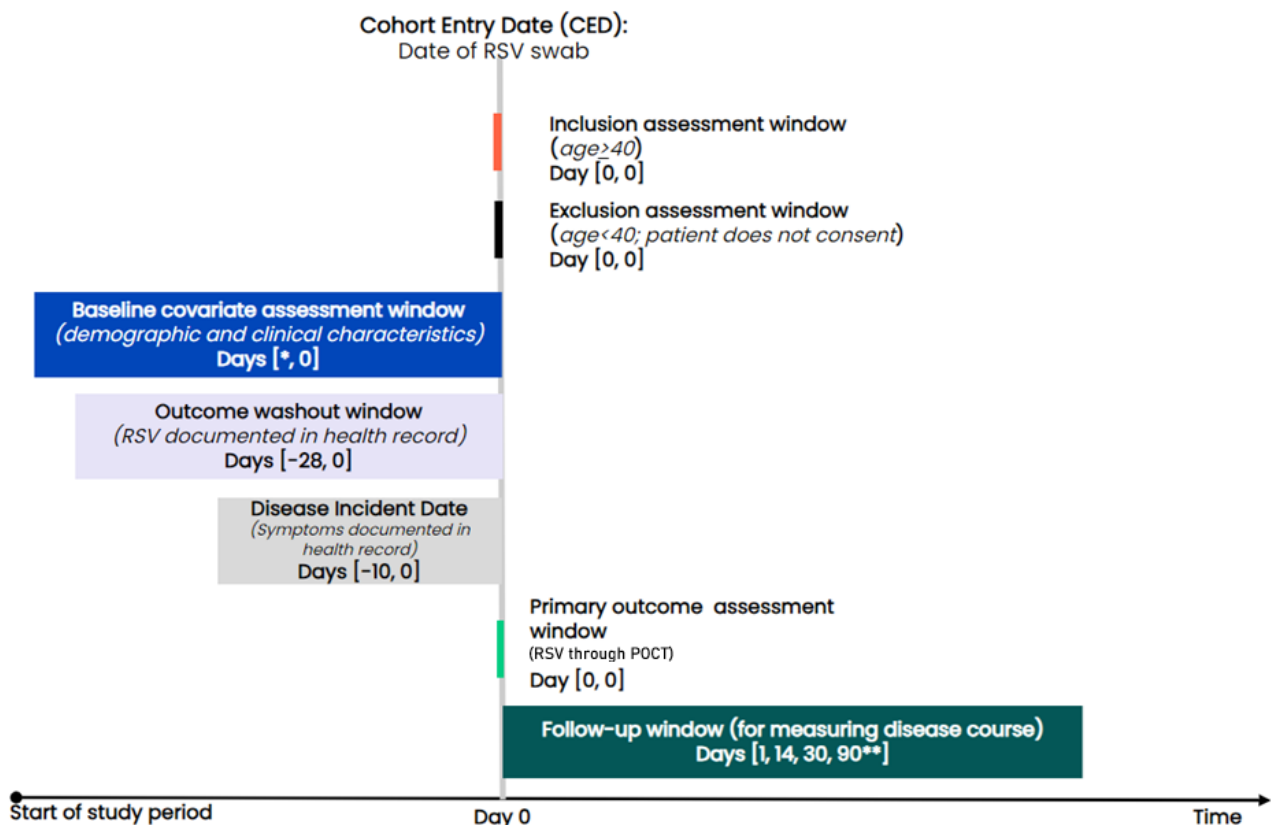 Cohort Entry Date (CED):
Date of RSV swab
Inclusion assessment window
(age≥40)
Day [0, 0]
Exclusion assessment window
(age<40; patient does not consent)
Day [0, 0]
Baseline covariate assessment window
(demographic and clinical characteristics)
Days [*, 0]
Outcome washout window
(RSV documented in health record)
Days [-28, 0]
Disease Incident Date
(Symptoms documented in
health record)
Days [-10, 0]
Primary outcome assessment
window
(RSV through POCT)
Day [0, 0]
Follow-up window (for measuring disease course)
Days [1, 14, 30, 90**]
Start of study period
Day 0
Time